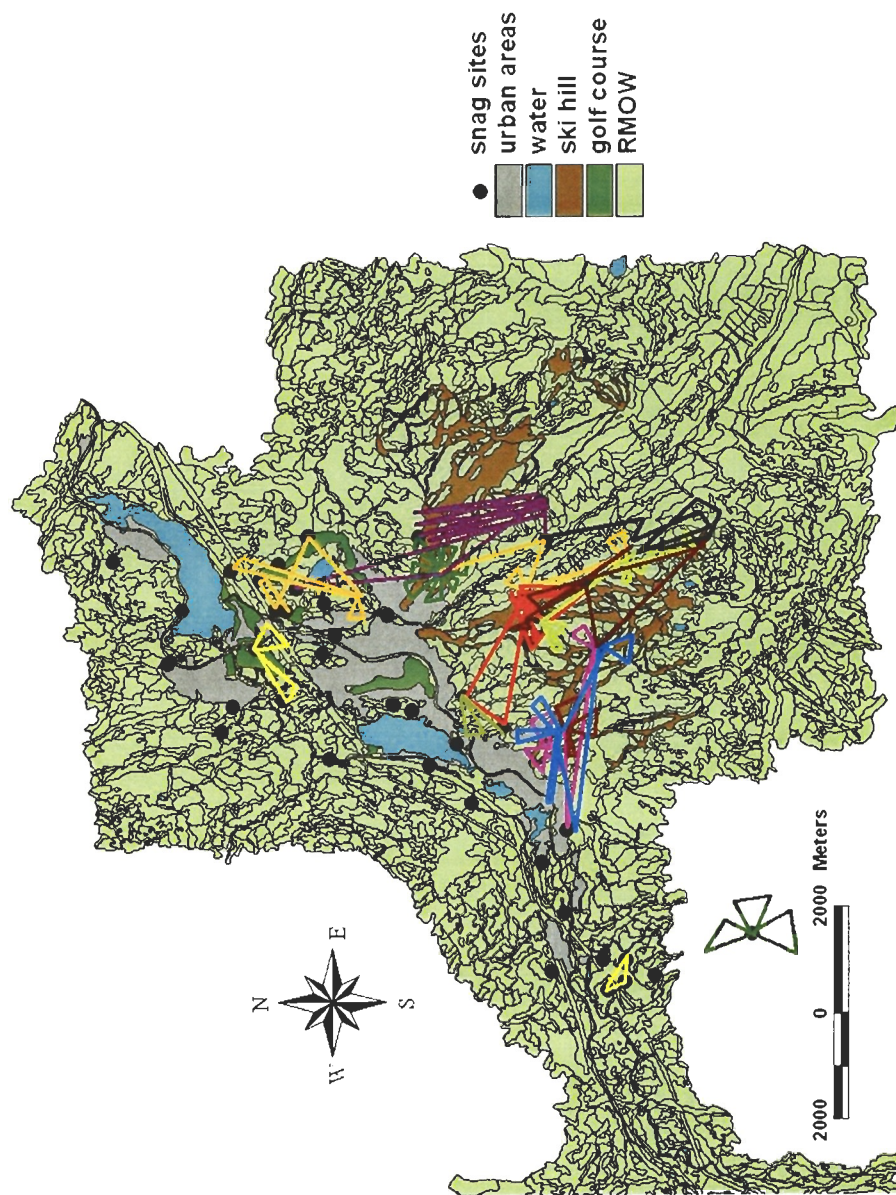 snag sites
urban areas
water
ski hill
golf course
RMOW
N
W
E
S
2000
0
2000 Meters